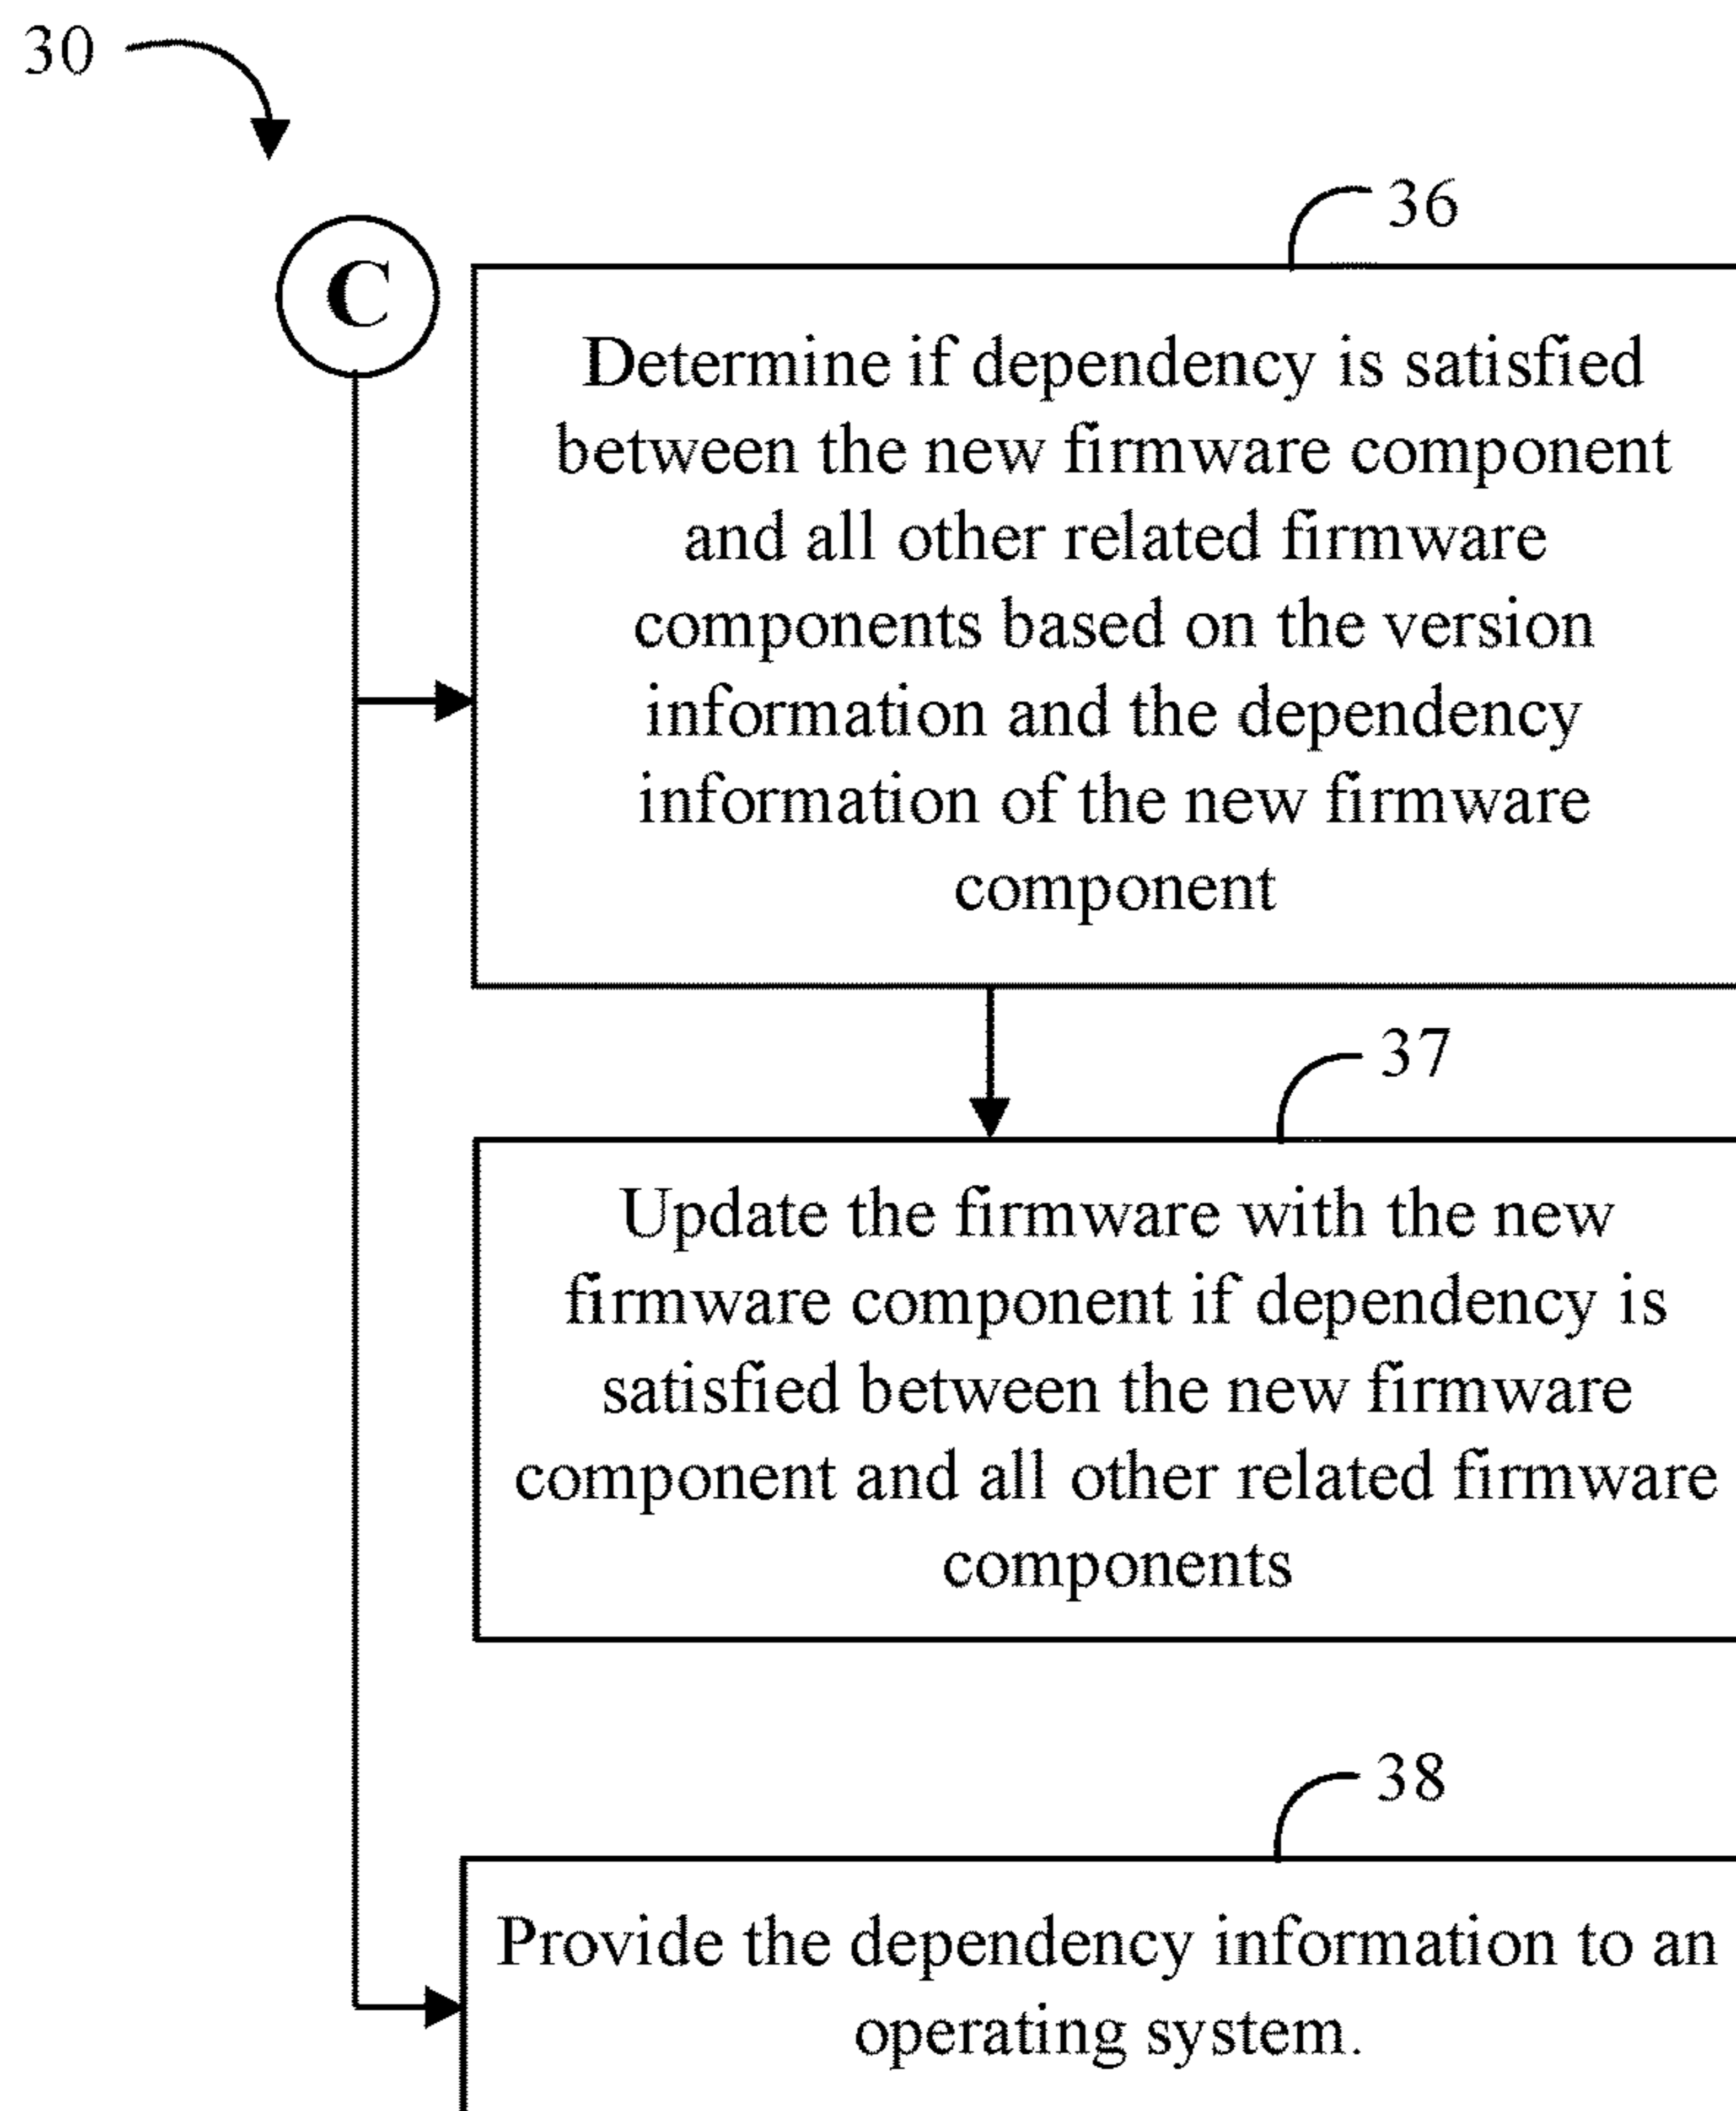 30
C
36
Determine if dependency is satisfied
between the new firmware component
and all other related firmware
components based on the version
information and the dependency
information of the new firmware
component
37
Update the firmware with the new
firmware component if dependency is
satisfied between the new firmware
component and all other related firmware
components
38
Provide the dependency information to an
operating system.